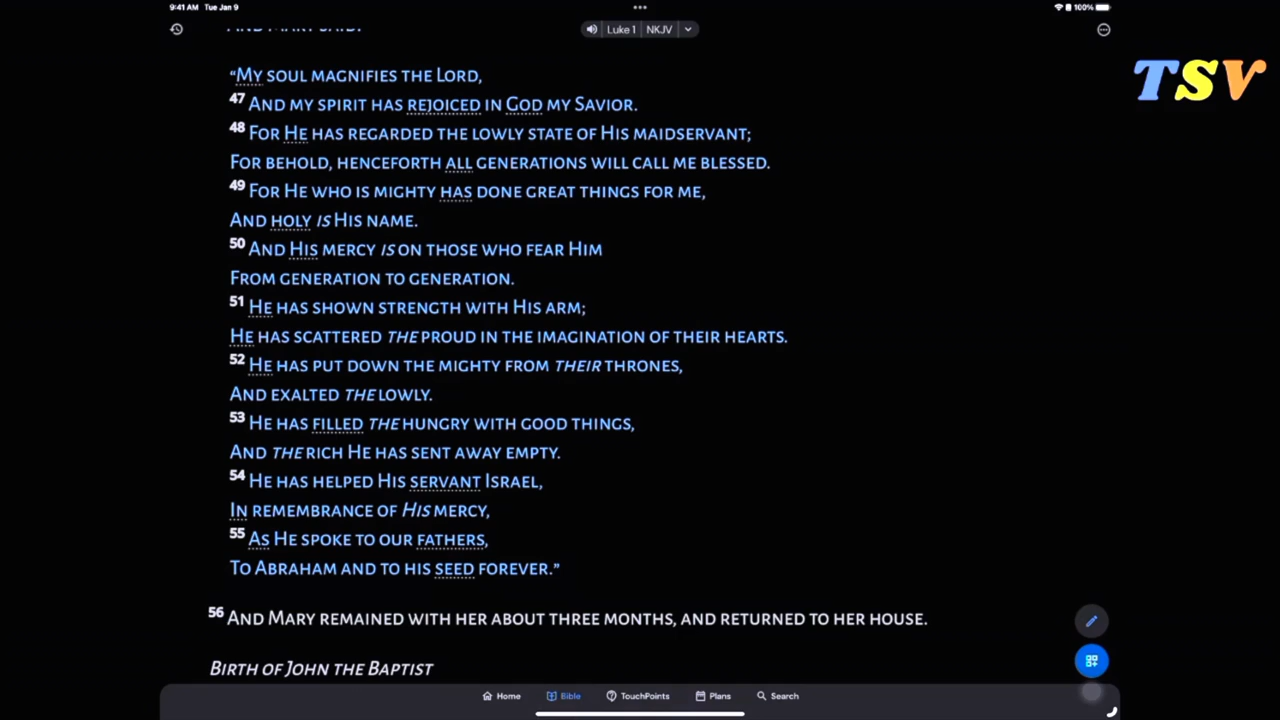 9:41 AM Tue Jan 9
100%
AND MARY SAID:
Luke 1 NKJV
TSV
“MY SOUL MAGNIFIES THE LORD,
47 AND MY SPIRIT HAS REJOICED IN GOD MY SAVIOR.
48 FOR HE HAS REGARDED THE LOWLY STATE OF HIS MAIDSERVANT;
FOR BEHOLD, HENCEFORTH ALL GENERATIONS WILL CALL ME BLESSED.
49 FOR HE WHO IS MIGHTY HAS DONE GREAT THINGS FOR ME,
AND HOLY IS HIS NAME.
50 AND HIS MERCY IS ON THOSE WHO FEAR HIM
FROM GENERATION TO GENERATION.
51 HE HAS SHOWN STRENGTH WITH HIS ARM;
HE HAS SCATTERED THE PROUD IN THE IMAGINATION OF THEIR HEARTS.
52 HE HAS PUT DOWN THE MIGHTY FROM THEIR THRONES,
AND EXALTED THE LOWLY.
53 HE HAS FILLED THE HUNGRY WITH GOOD THINGS,
AND THE RICH HE HAS SENT AWAY EMPTY.
54 HE HAS HELPED HIS SERVANT ISRAEL,
IN REMEMBRANCE OF HIS MERCY,
55 AS HE SPOKE TO OUR FATHERS,
TO ABRAHAM AND TO HIS SEED FOREVER.”
56 AND MARY REMAINED WITH HER ABOUT THREE MONTHS, AND RETURNED TO HER HOUSE.
BIRTH OF JOHN THE BAPTIST
Home Bible TouchPoints Plans Search